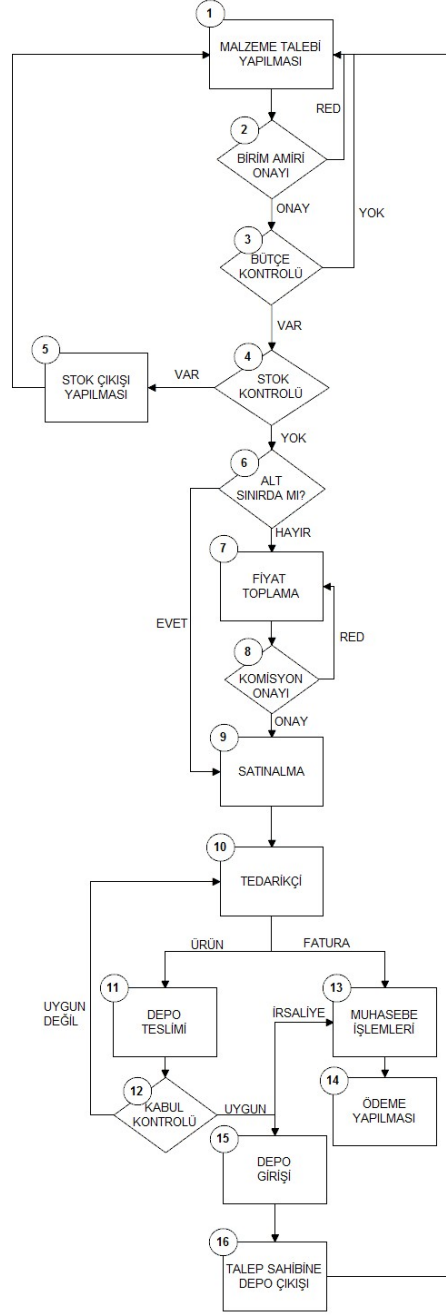 1
MALZEME TALEBİ
YAPILMASI
RED
2
BİRİM AMİRİ
ONAYI
ONAY
YOK
3
BÜTÇE
KONTROLÜ
VAR
5
STOK ÇIKIŞI
YAPILMASI
VAR
4
STOK
KONTROLÜ
YOK
6
ALT
SINIRDA MI?
HAYIR
7
FİYAT
TOPLAMA
EVET
RED
8
KOMİSYON
ONAYI
ONAY
9
SATINALMA
10
TEDARİKÇİ
ÜRÜN
FATURA
11
DEPO
TESLİMİ
UYGUN
DEĞİL
İRSALİYE
13
MUHASEBE
İŞLEMLERİ
12
KABUL
KONTROLÜ
UYGUN
14
ÖDEME
YAPILMASI
15
DEPO
GİRİŞİ
16
TALEP SAHİBİNE
DEPO ÇIKIŞI